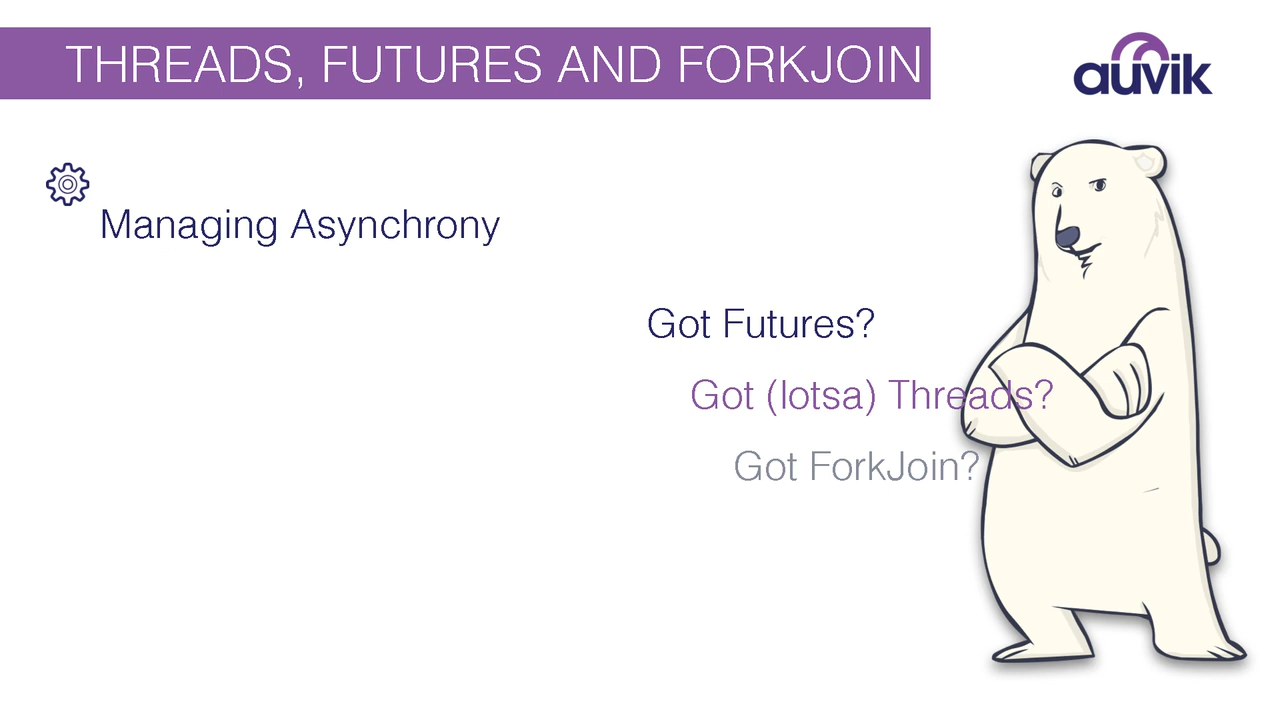 THREADS, FUTURES AND FORKJOIN
auvik
Managing Asynchrony
Got Futures?
Got (lotsa) Threads?
Got ForkJoin?